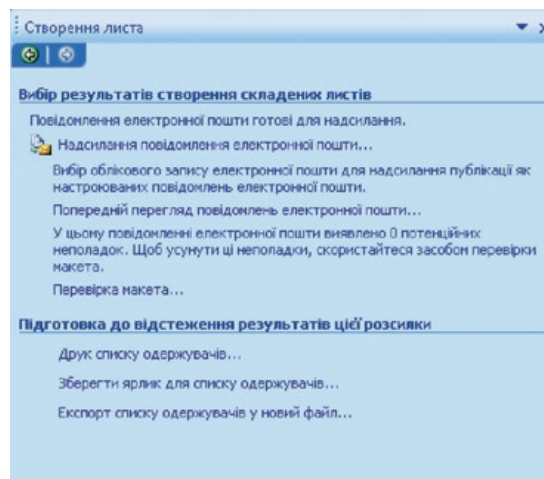 Створення листа
Вибір результатів створення складених листів
Повідомлення електронної пошти готові для надсилання.
Надсилання повідомлення електронної пошти...
Вибір облікового запису електронної пошти для надсилання публікації як
настроюваних повідомлень електронної пошти.
Попередній перегляд повідомлень електронної пошти...
У цьому повідомленні електронної пошти виявлено 0 потенційних
неполадок. Щоб усунути ці неполадки, скористайтеся засобом перевірки
макета.
Перевірка макета...
Підготовка до відстеження результатів цієї розсилки
Друк списку одержувачів...
Зберегти ярлик для списку одержувачів...
Експорт списку одержувачів у новий файл...